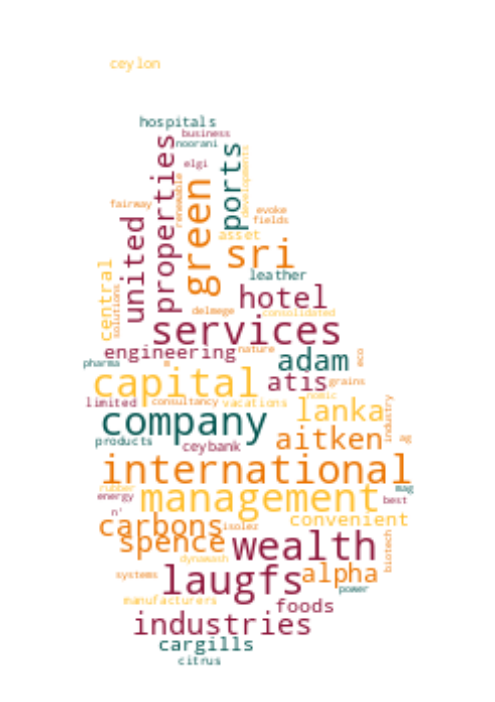 ceylon
hospitals
business
noorani
elgi
properties
ports
developments
renewable
green
fairway
evoke
fields
united
asset
sri
leather
central
solutions
hotel
delmege
consolidated
services
engineering
nature
adam
eco
pharma
capital
atis
grains
limited
consultancy
vacations
lanka
company
industry
aitken
ag
products
ceybank
international
rubber
mag
energy
management
best
n'
convenient
carbons
isolez
spence
wealth
biotech
dynawash
laugfs
alpha
systems
power
manufacturers
foods
industries
cargills
citrus